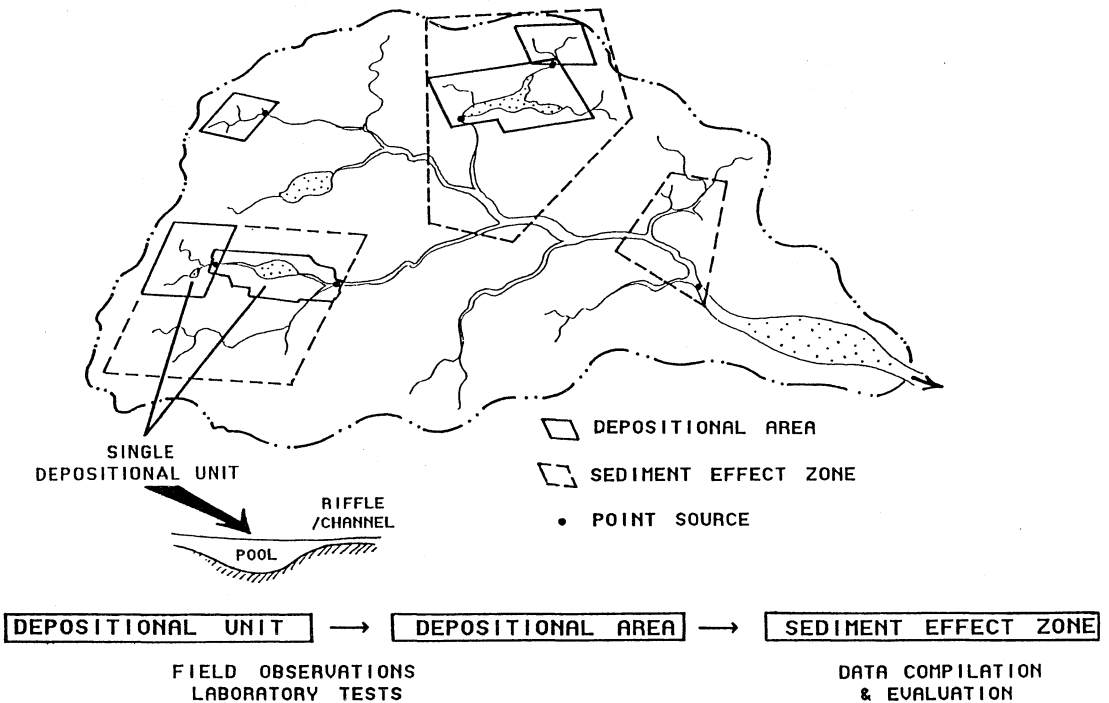 SINGLE
DEPOSITIONAL UNIT
RIFFLE
/CHANNEL
POOL
DEPOSITIONAL AREA
SEDIMENT EFFECT ZONE
POINT SOURCE
DEPOSITIONAL UNIT → DEPOSITIONAL AREA → SEDIMENT EFFECT ZONE
FIELD OBSERVATIONS
LABORATORY TESTS
DATA COMPILATION
& EVALUATION